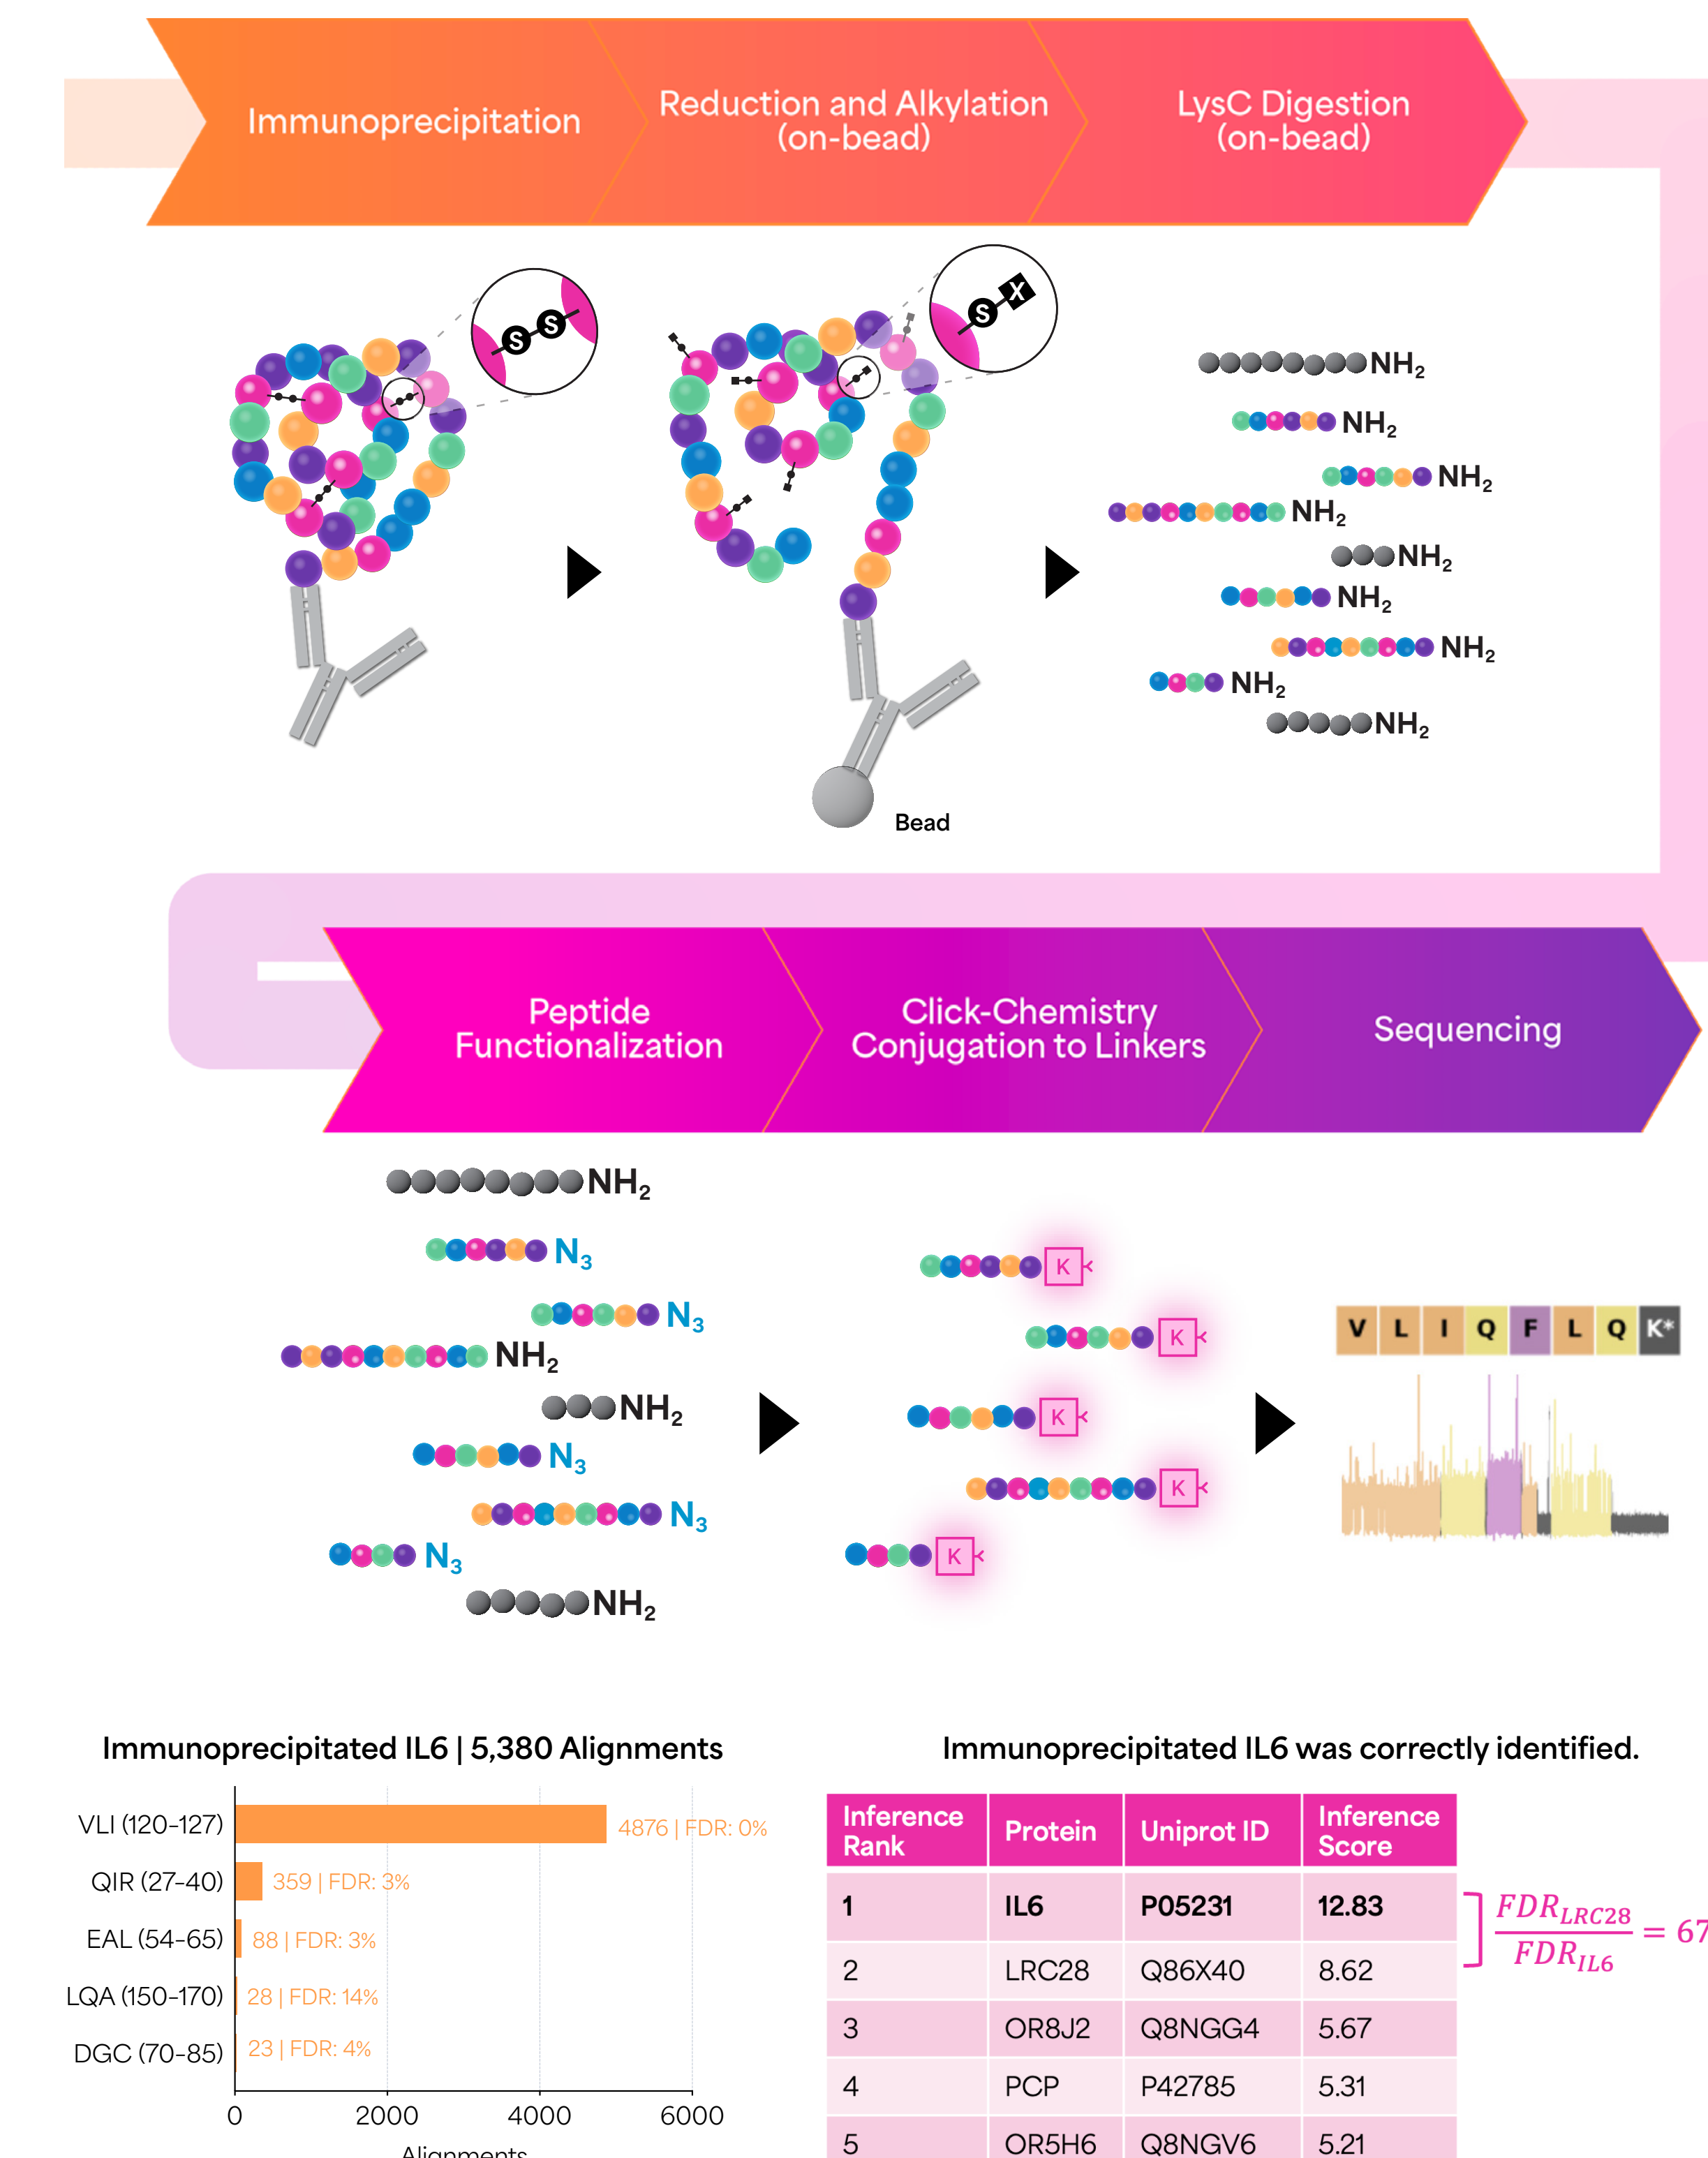 Immunoprecipitation
Reduction and Alkylation
(on-bead)
LysC Digestion
(on-bead)
S S
S X
NH2
NH2
NH2
NH2
NH2
NH2
NH2
NH2
NH2
Bead
Peptide
Functionalization
Click-Chemistry
Conjugation to Linkers
Sequencing
NH2
N3
N3
NH2
NH2
N3
N3
N3
NH2
K
K
K
K
K
V L I Q F L Q K*
Immunoprecipitated IL6 | 5,380 Alignments
VLI (120-127) 4876 | FDR: 0%
QIR (27-40) 359 | FDR: 3%
EAL (54-65) 88 | FDR: 3%
LQA (150-170) 28 | FDR: 14%
DGC (70-85) 23 | FDR: 4%
0 2000 4000 6000
Alignments
Immunoprecipitated IL6 was correctly identified.
Inference Rank Protein Uniprot ID Inference Score
1 IL6 P05231 12.83
2 LRC28 Q86X40 8.62
3 OR8J2 Q8NGG4 5.67
4 PCP P42785 5.31
5 OR5H6 Q8NGV6 5.21
FDR_LRC28 / FDR_IL6 = 67